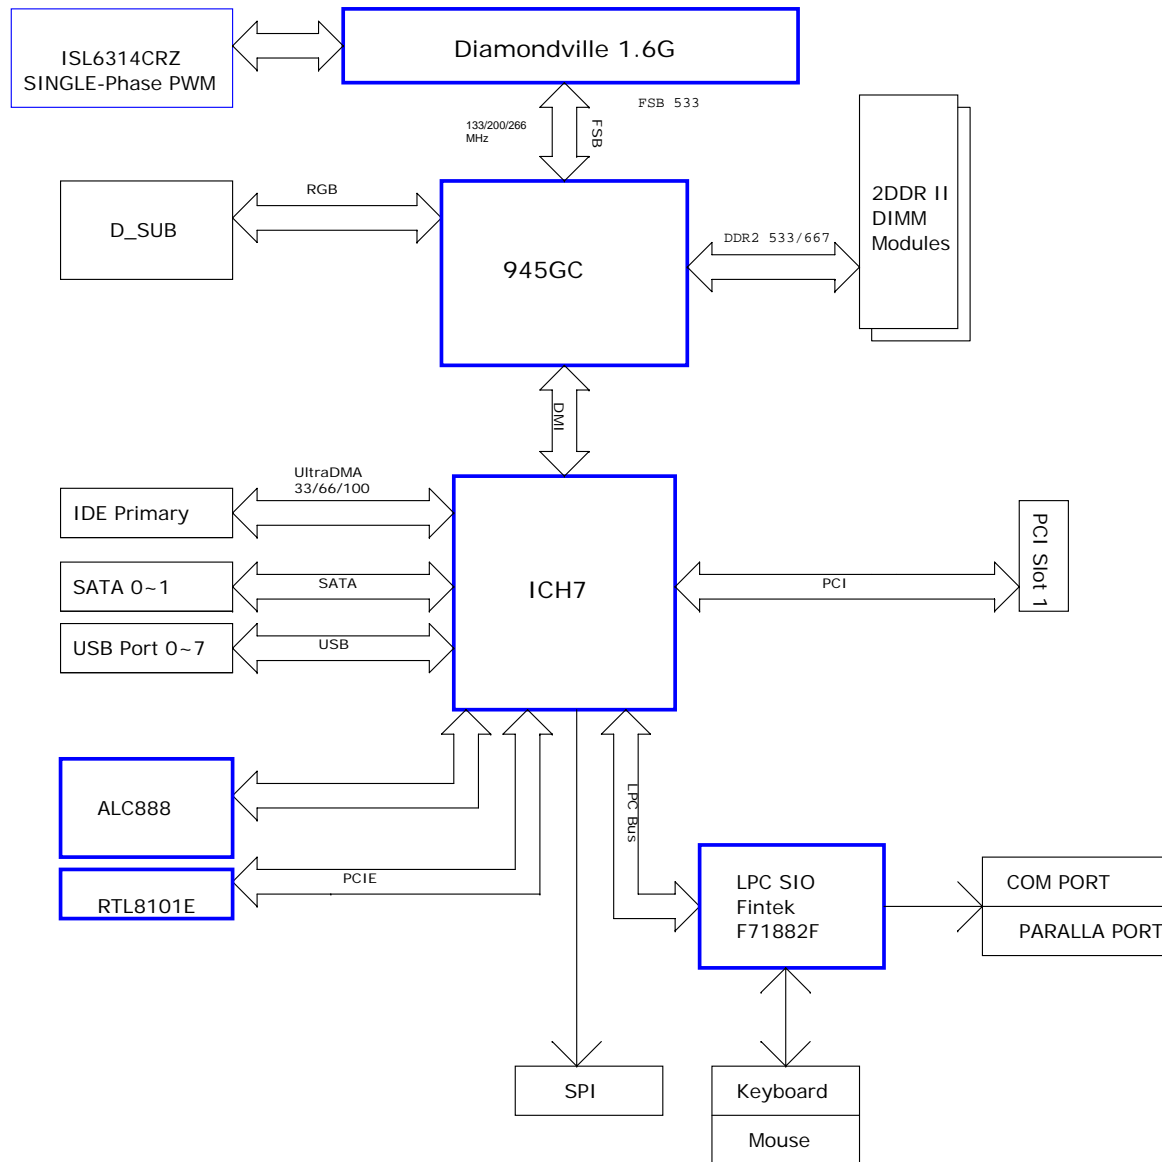 ISL6314CRZ
SINGLE-Phase PWM
Diamondville 1.6G
FSB 533
133/200/266
MHz
FSB
D_SUB
RGB
945GC
DDR2 533/667
2DDR II
DIMM
Modules
DMI
UltraDMA
33/66/100
IDE Primary
SATA 0~1
SATA
USB Port 0~7
USB
ICH7
PCI
PCI Slot 1
ALC888
PCIE
RTL8101E
LPC Bus
LPC SIO
Fintek
F71882F
COM PORT
PARALLA PORT
SPI
Keyboard
Mouse